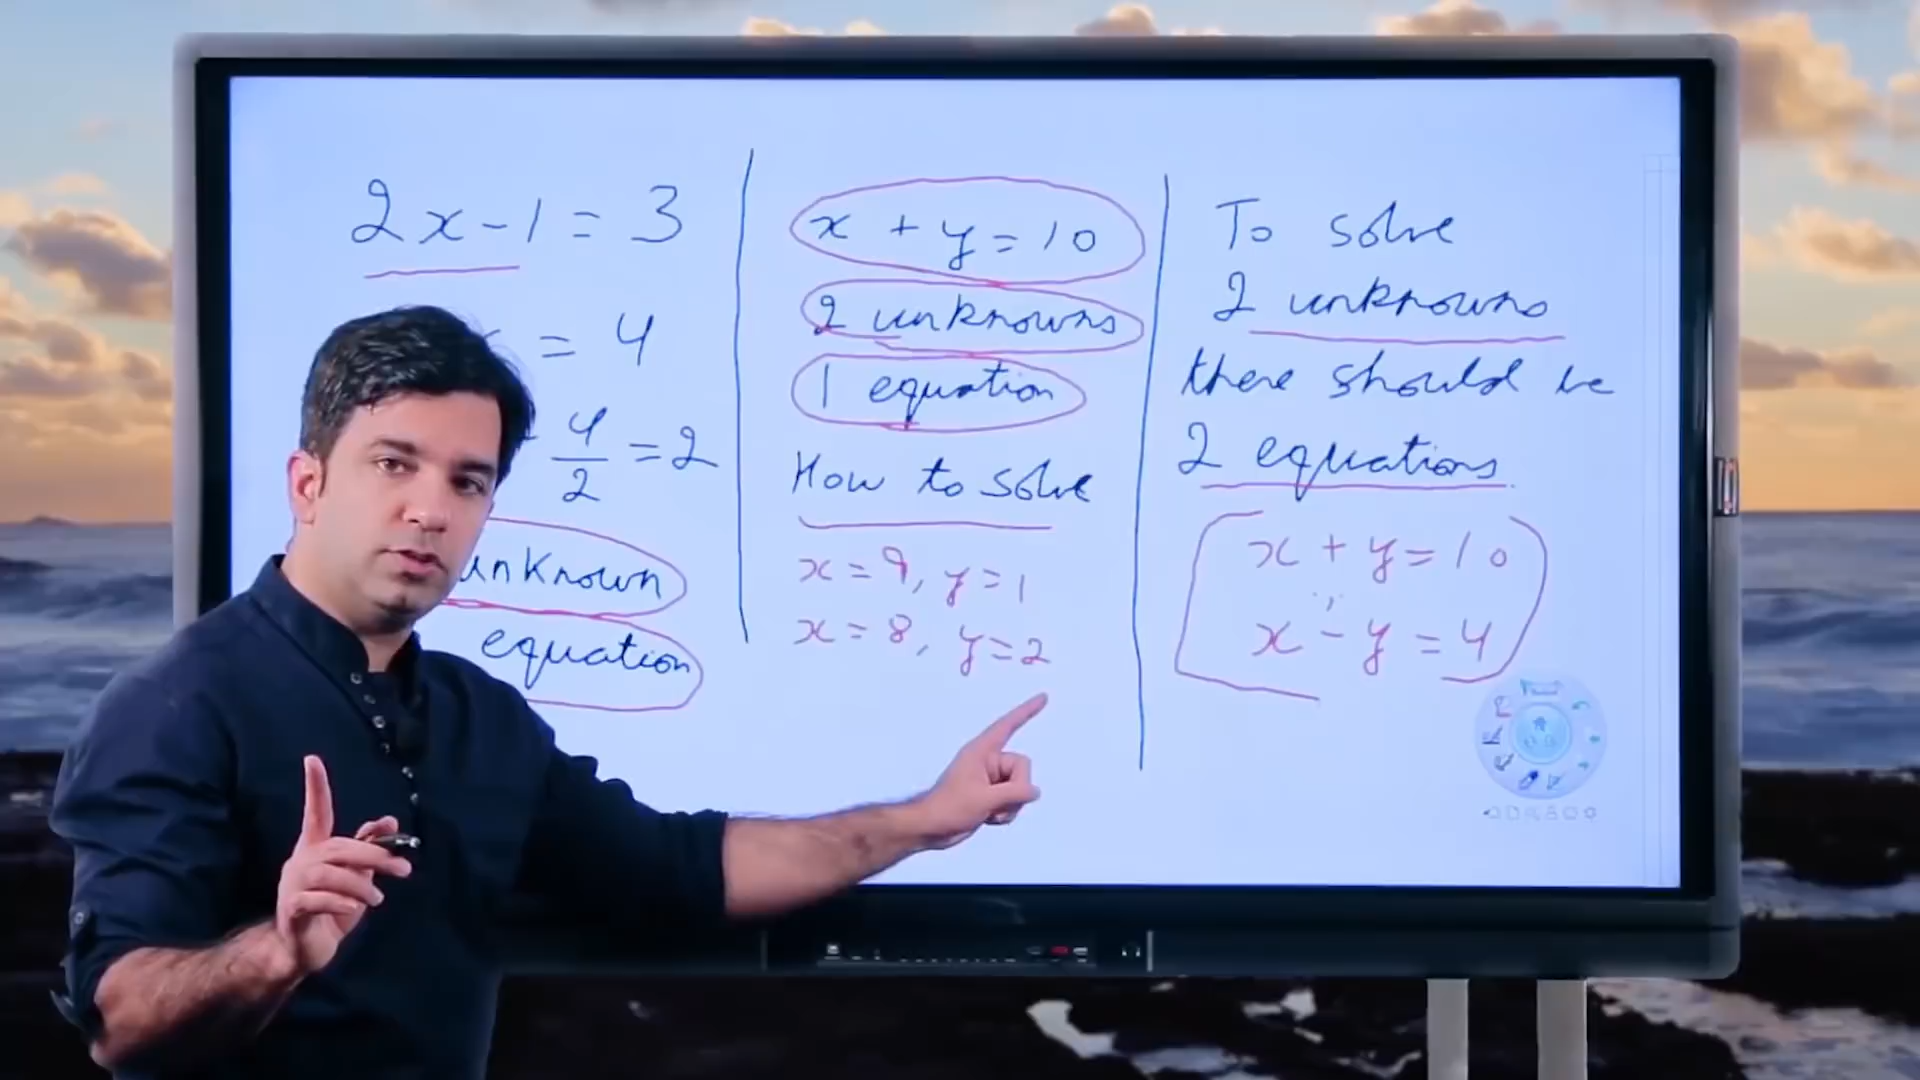 2x-1=3
= 4
4/2 =2
unknown
equation
x + y = 10
2 unknowns
1 equation
How to solve
x=9, y=1
x=8, y=2
To solve
2 unknowns
there should be
2 equations.
x + y = 10
x - y = 4